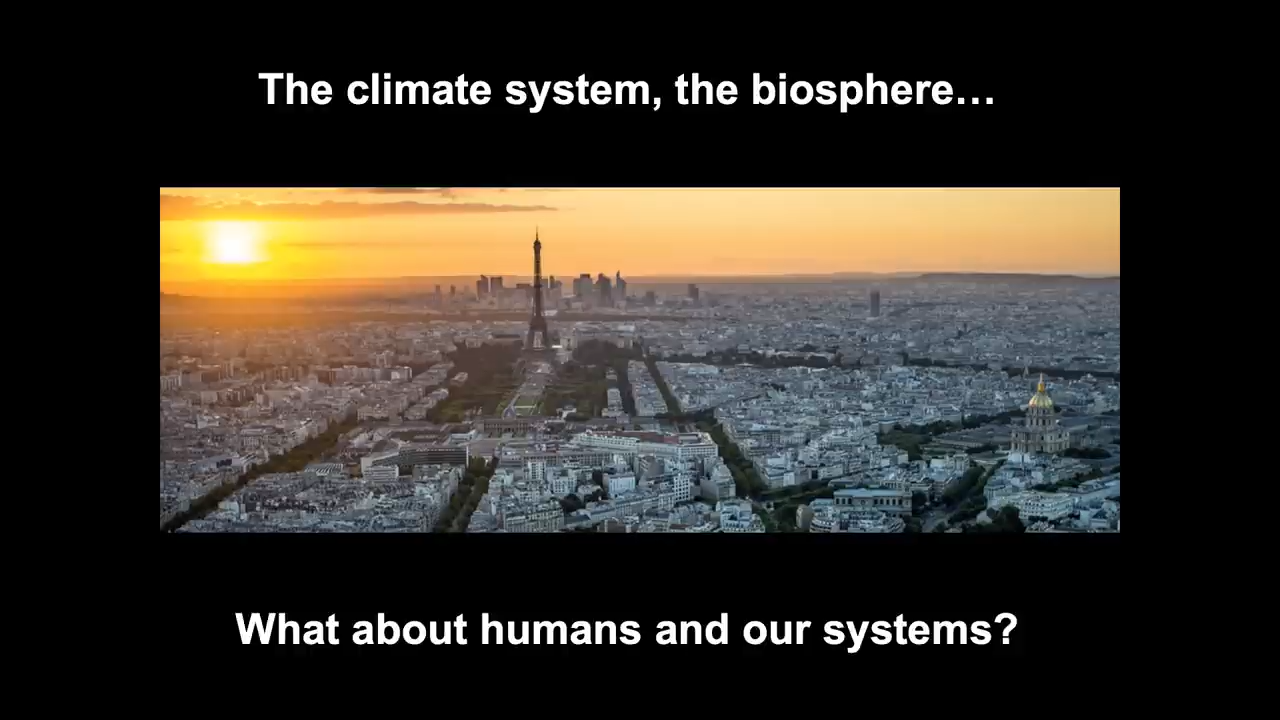 The climate system, the biosphere…
What about humans and our systems?